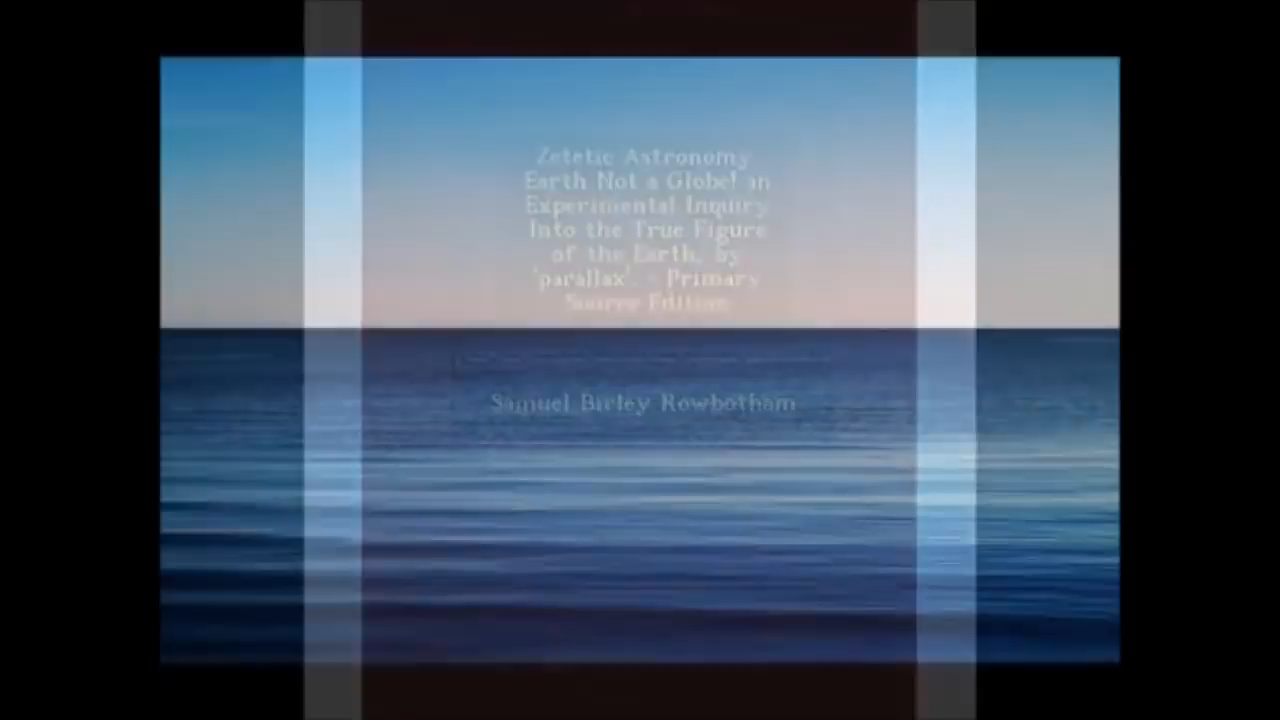 Zetetic Astronomy
Earth Not a Globe! an
Experimental Inquiry
Into the True Figure
of the Earth, by
'parallax'. - Primary
Source Edition
Samuel Birley Rowbotham